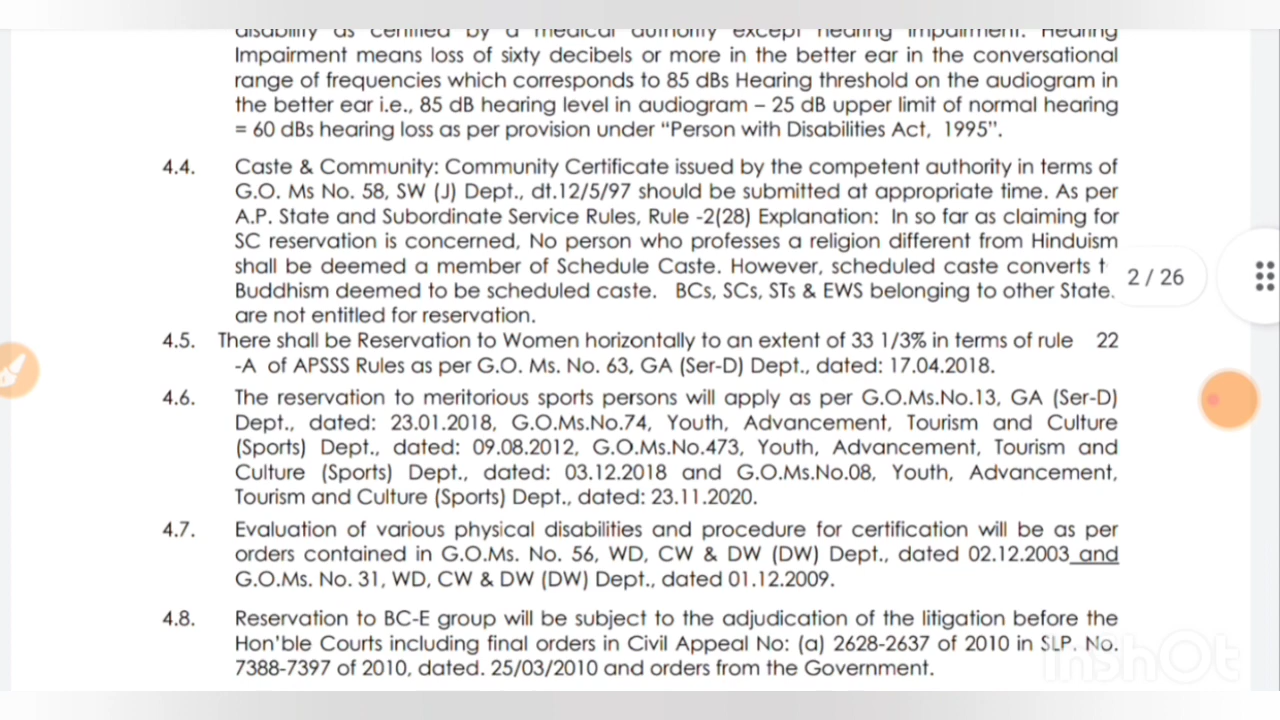 disability as certified by a medical authority except hearing impairment. Hearing
Impairment means loss of sixty decibels or more in the better ear in the conversational
range of frequencies which corresponds to 85 dBs Hearing threshold on the audiogram in
the better ear i.e., 85 dB hearing level in audiogram – 25 dB upper limit of normal hearing
= 60 dBs hearing loss as per provision under “Person with Disabilities Act, 1995”.
4.4. Caste & Community: Community Certificate issued by the competent authority in terms of
G.O. Ms No. 58, SW (J) Dept., dt.12/5/97 should be submitted at appropriate time. As per
A.P. State and Subordinate Service Rules, Rule -2(28) Explanation: In so far as claiming for
SC reservation is concerned, No person who professes a religion different from Hinduism
shall be deemed a member of Schedule Caste. However, scheduled caste converts t
2 / 26
Buddhism deemed to be scheduled caste. BCs, SCs, STs & EWS belonging to other State.
are not entitled for reservation.
4.5. There shall be Reservation to Women horizontally to an extent of 33 1/3% in terms of rule 22
-A of APSSS Rules as per G.O. Ms. No. 63, GA (Ser-D) Dept., dated: 17.04.2018.
4.6. The reservation to meritorious sports persons will apply as per G.O.Ms.No.13, GA (Ser-D)
Dept., dated: 23.01.2018, G.O.Ms.No.74, Youth, Advancement, Tourism and Culture
(Sports) Dept., dated: 09.08.2012, G.O.Ms.No.473, Youth, Advancement, Tourism and
Culture (Sports) Dept., dated: 03.12.2018 and G.O.Ms.No.08, Youth, Advancement,
Tourism and Culture (Sports) Dept., dated: 23.11.2020.
4.7. Evaluation of various physical disabilities and procedure for certification will be as per
orders contained in G.O.Ms. No. 56, WD, CW & DW (DW) Dept., dated 02.12.2003 and
G.O.Ms. No. 31, WD, CW & DW (DW) Dept., dated 01.12.2009.
4.8. Reservation to BC-E group will be subject to the adjudication of the litigation before the
Hon’ble Courts including final orders in Civil Appeal No: (a) 2628-2637 of 2010 in SLP. No.
7388-7397 of 2010, dated. 25/03/2010 and orders from the Government.
InShOt